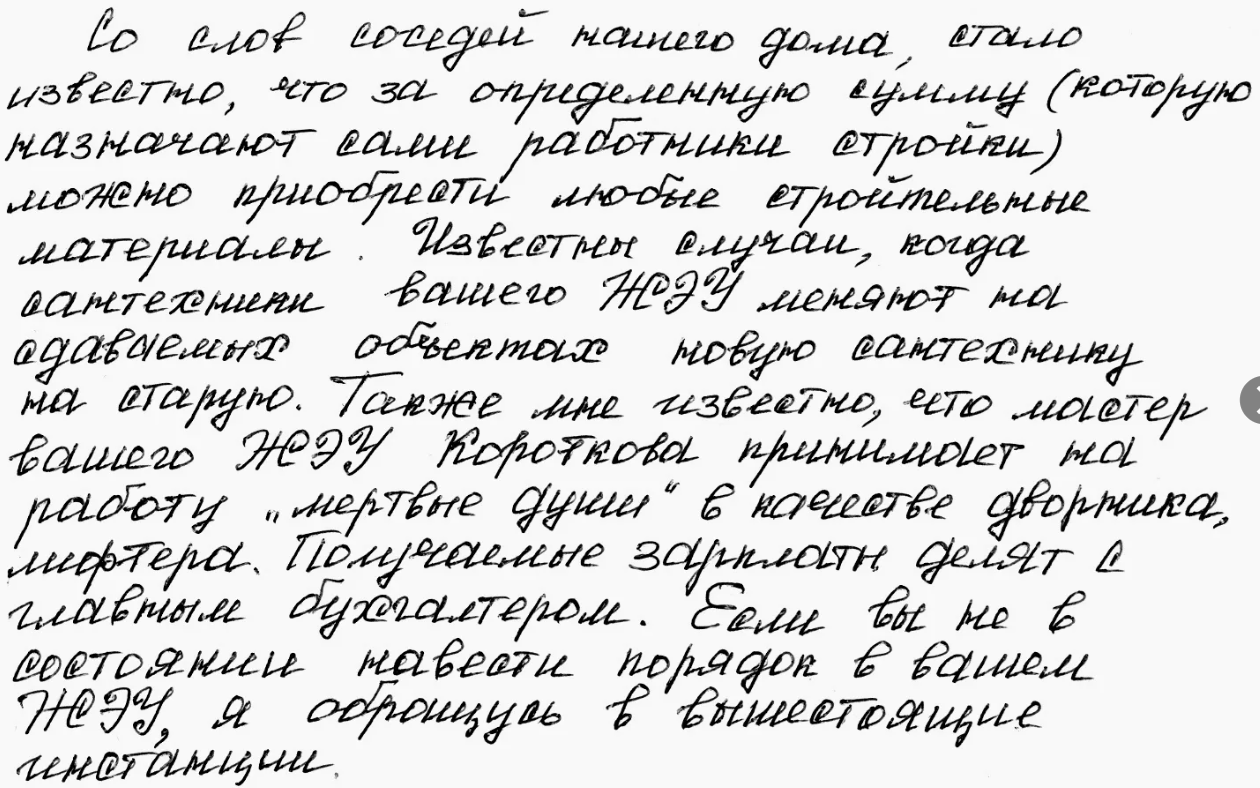 Со слов соседей нашего дома, стало
известно, что за определенную сумму (которую
назначают сами работники стройки)
можно приобрести любые стройтельные
материалы. Известны случаи, когда
сантехники вашего ЖЭУ меняют на
сдаваемых объектах новую сантехнику
на старую. Также мне известно, что мастер
вашего ЖЭУ Короткова принимает на
работу „мертвые души“ в качестве дворника,
лифтера. Получаемые зарплаты делят с
главным бухгалтером. Если вы не в
состоянии навести порядок в вашем
ЖЭУ, я обращусь в вышестоящие
инстанции.